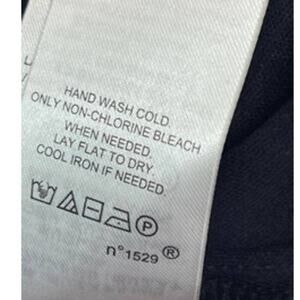 HAND WASH COLD.
ONLY NON-CHLORINE BLEACH
WHEN NEEDED.
LAY FLAT TO DRY.
COOL IRON IF NEEDED.
P
n°1529 ®